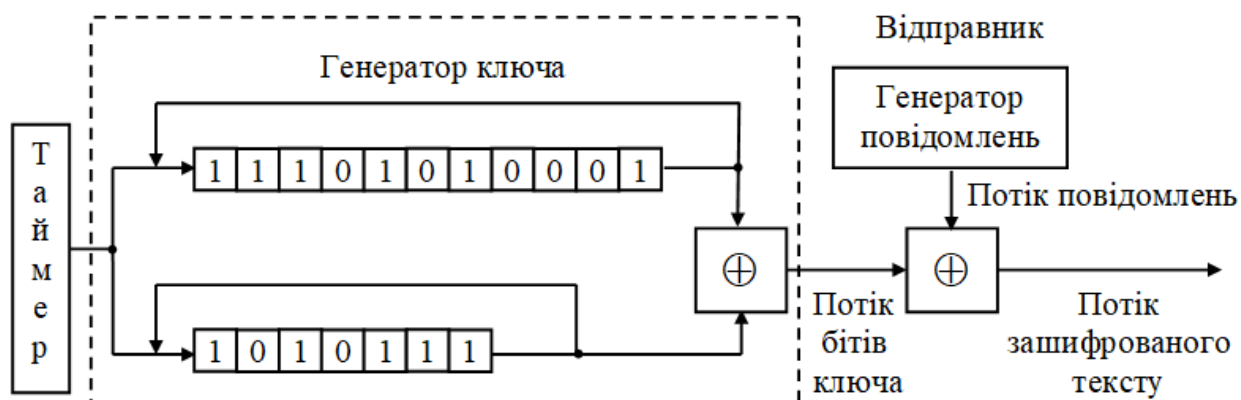 Відправник
Генератор ключа
Генератор
повідомлень
Таймер
1 1 1 0 1 0 1 0 0 0 1
Потік повідомлень
⊕
⊕
1 0 1 0 1 1 1
Потік
бітів
ключа
Потік
зашифрованого
тексту